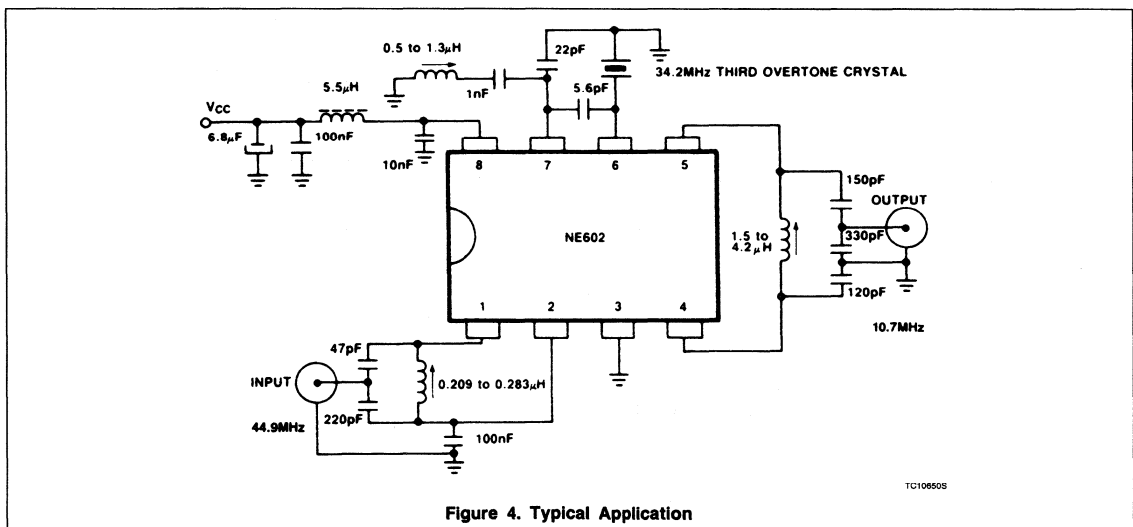 0.5 to 1.3μH
22pF
34.2MHz THIRD OVERTONE CRYSTAL
1nF
5.6pF
5.5μH
VCC
6.8μF
100nF
10nF
8
7
6
5
150pF
OUTPUT
NE602
1.5 to
4.2μH
330pF
120pF
1
2
3
4
10.7MHz
47pF
INPUT
0.209 to 0.283μH
220pF
44.9MHz
100nF
TC10650S
Figure 4. Typical Application